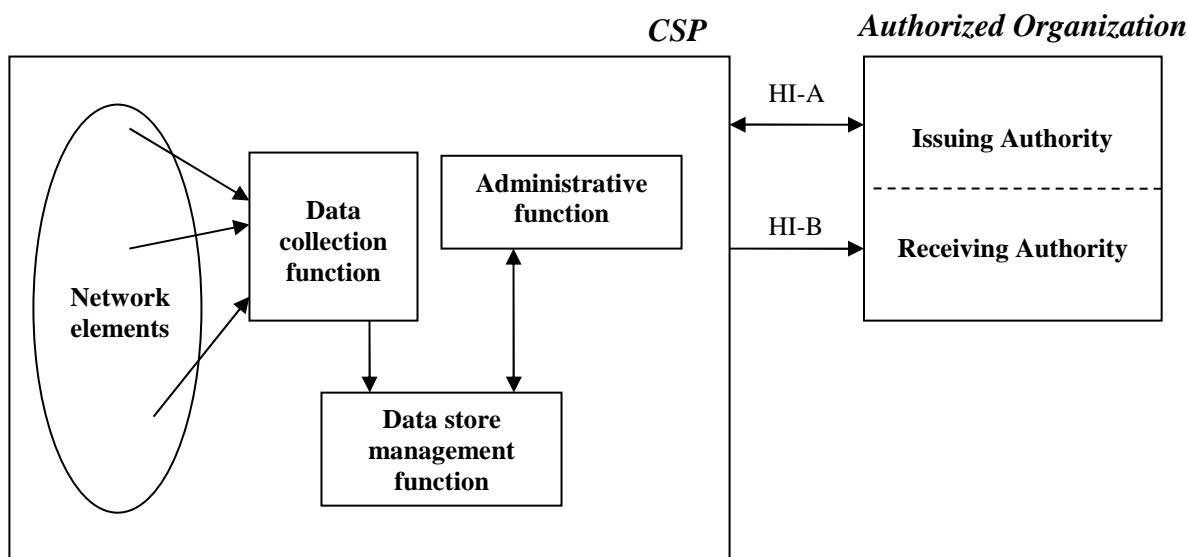 CSP
Authorized Organization
HI-A
Issuing Authority
Administrative
function
Data
collection
function
HI-B
Receiving Authority
Network
elements
Data store
management
function